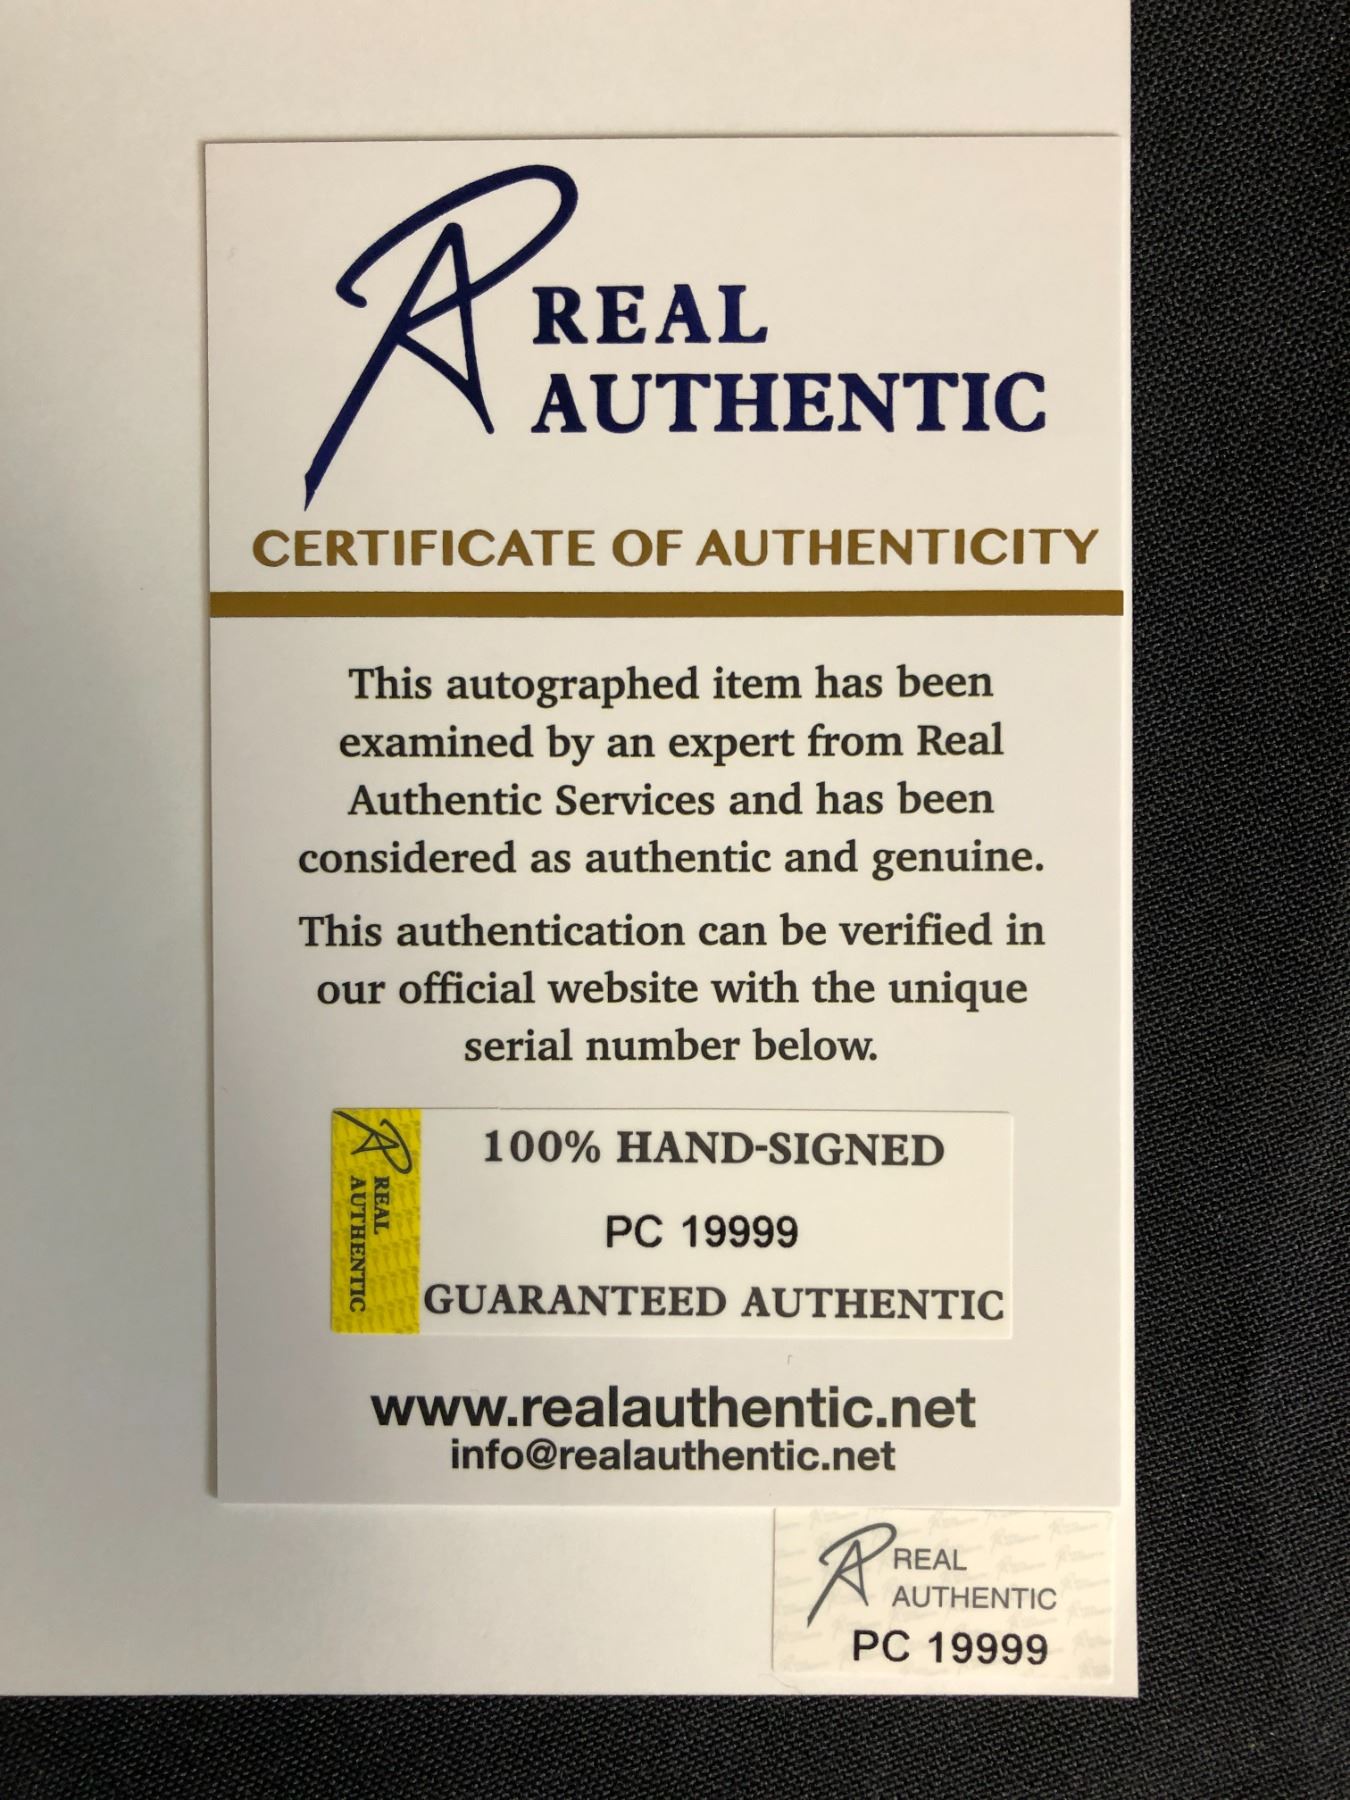 REAL
AUTHENTIC
CERTIFICATE OF AUTHENTICITY
This autographed item has been
examined by an expert from Real
Authentic Services and has been
considered as authentic and genuine.
This authentication can be verified in
our official website with the unique
serial number below.
REAL
AUTHENTIC
100% HAND-SIGNED
PC 19999
GUARANTEED AUTHENTIC
www.realauthentic.net
info@realauthentic.net
REAL
AUTHENTIC
PC 19999